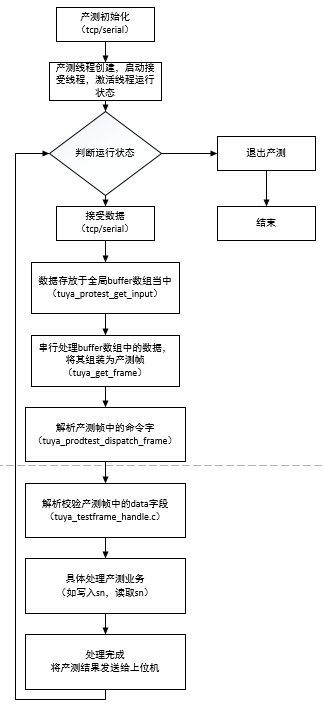 产测初始化
（tcp/serial）
产测线程创建，启动接
受线程，激活线程运行
状态
判断运行状态
退出产测
接受数据
（tcp/serial）
结束
数据存放于全局buffer数组当中
（tuya_protest_get_input）
串行处理buffer数组中的数据，
将其组装为产测帧
（tuya_get_frame）
解析产测帧中的命令字
（tuya_prodtest_dispatch_frame）
解析校验产测帧中的data字段
（tuya_testframe_handle.c）
具体处理产测业务
（如写入sn，读取sn）
处理完成
将产测结果发送给上位机